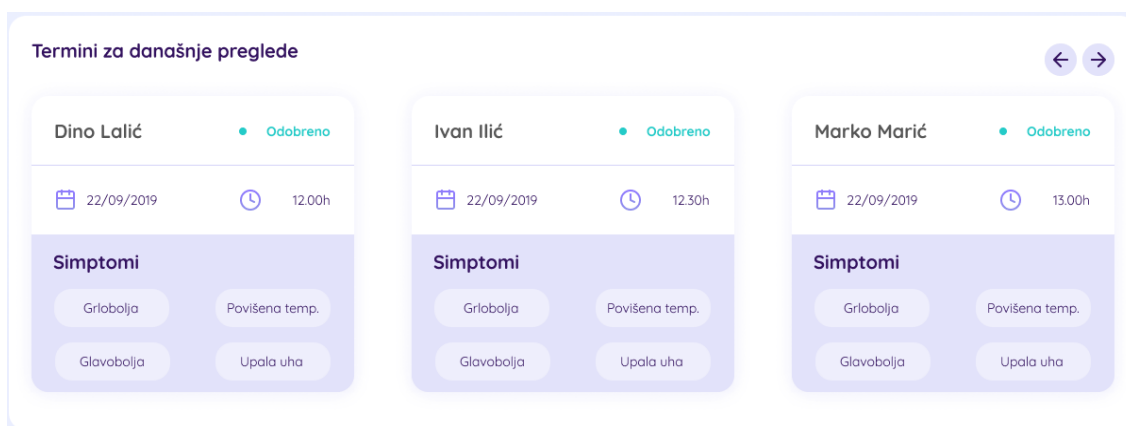 Termini za današnje preglede
Dino Lalić Odobreno
22/09/2019 12.00h
Simptomi
Grlobolja Povišena temp.
Glavobolja Upala uha
Ivan Ilić Odobreno
22/09/2019 12.30h
Simptomi
Grlobolja Povišena temp.
Glavobolja Upala uha
Marko Marić Odobreno
22/09/2019 13.00h
Simptomi
Grlobolja Povišena temp.
Glavobolja Upala uha